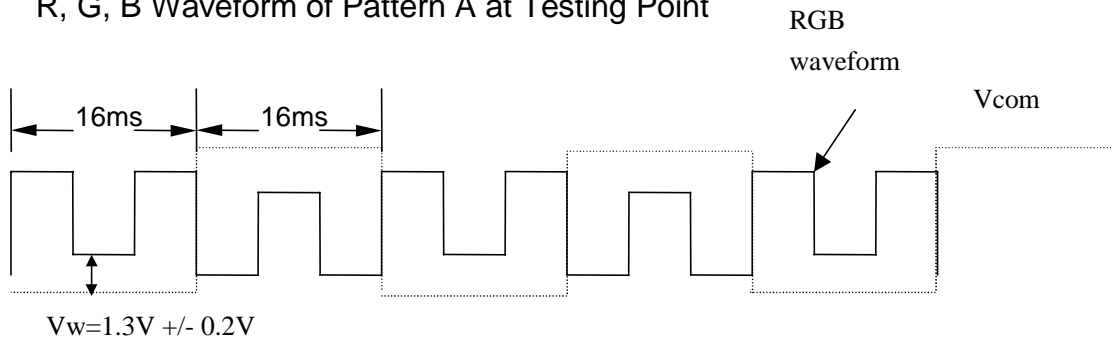 R, G, B Waveform of Pattern A at Testing Point
RGB
waveform
Vcom
16ms
16ms
Vw=1.3V +/- 0.2V